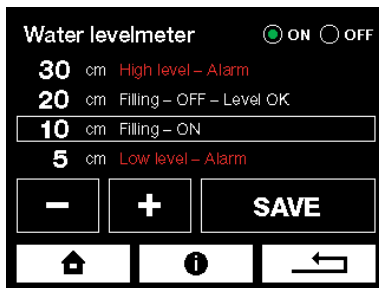 Water levelmeter ON OFF
30 cm High level – Alarm
20 cm Filling – OFF – Level OK
10 cm Filling – ON
5 cm Low level – Alarm
– + SAVE
i